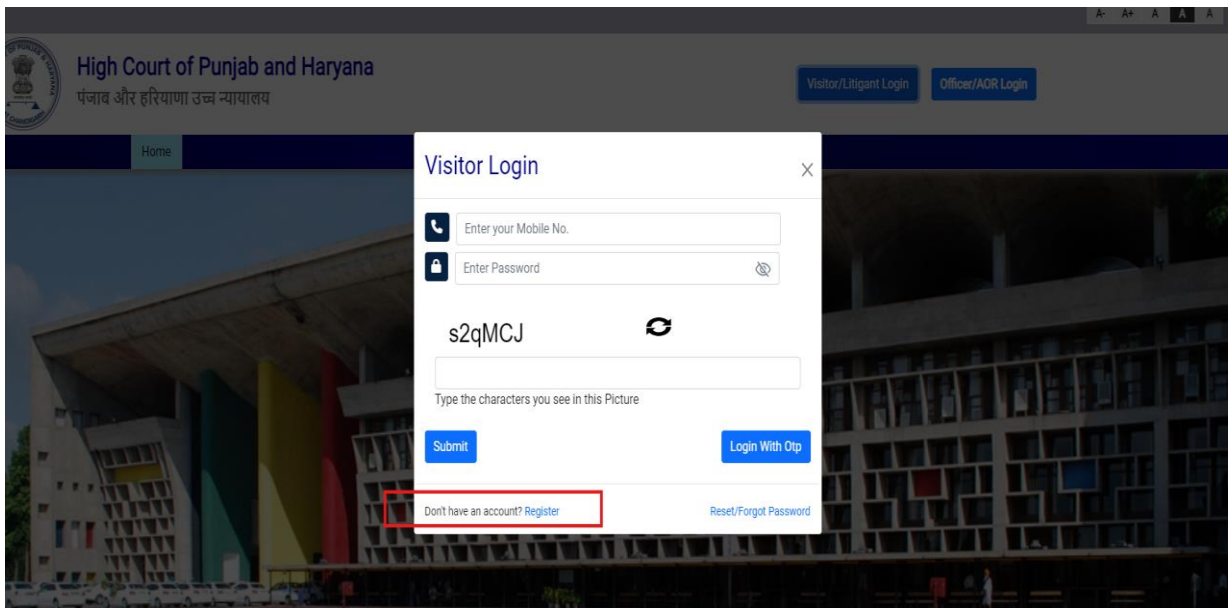 A- A+ A A A
High Court of Punjab and Haryana
पंजाब और हरियाणा उच्च न्यायालय
Visitor/Litigant Login
Officer/AOR Login
Home
Visitor Login
X
Enter your Mobile No.
Enter Password
s2qMCJ
Type the characters you see in this Picture
Submit
Login With Otp
Don't have an account? Register
Reset/Forgot Password